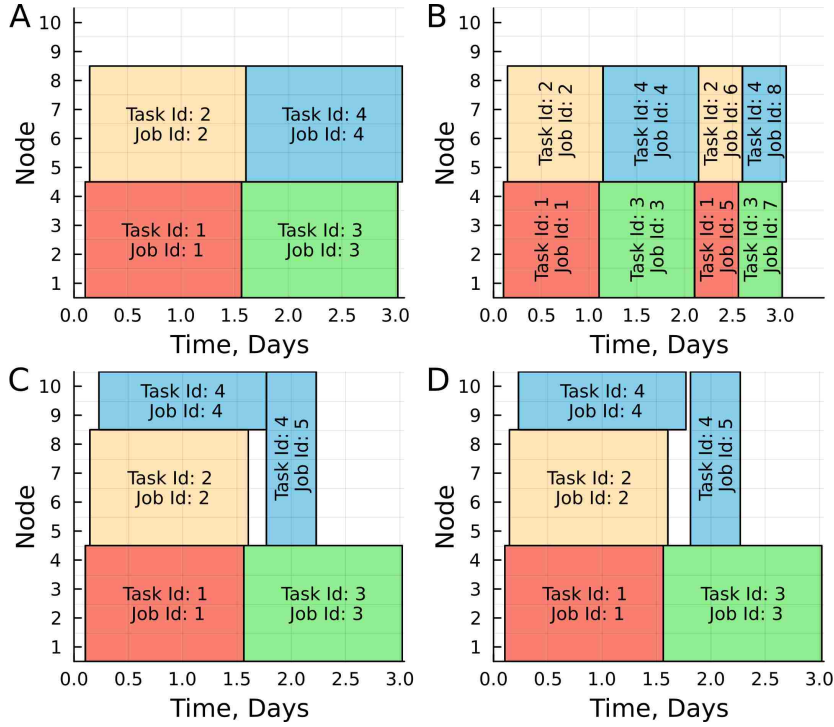 A
10
9
8
7
6
5
4
3
2
1
Node
Task Id: 2
Job Id: 2
Task Id: 4
Job Id: 4
Task Id: 1
Job Id: 1
Task Id: 3
Job Id: 3
0.0 0.5 1.0 1.5 2.0 2.5 3.0
Time, Days
B
10
9
8
7
6
5
4
3
2
1
Node
Task Id: 2
Job Id: 2
Task Id: 4
Job Id: 4
Task Id: 2
Job Id: 6
Task Id: 4
Job Id: 8
Task Id: 1
Job Id: 1
Task Id: 3
Job Id: 3
Task Id: 1
Job Id: 5
Task Id: 3
Job Id: 7
0.0 0.5 1.0 1.5 2.0 2.5 3.0
Time, Days
C
10
9
8
7
6
5
4
3
2
1
Node
Task Id: 4
Job Id: 4
Task Id: 4
Job Id: 5
Task Id: 2
Job Id: 2
Task Id: 1
Job Id: 1
Task Id: 3
Job Id: 3
0.0 0.5 1.0 1.5 2.0 2.5 3.0
Time, Days
D
10
9
8
7
6
5
4
3
2
1
Node
Task Id: 4
Job Id: 4
Task Id: 4
Job Id: 5
Task Id: 2
Job Id: 2
Task Id: 1
Job Id: 1
Task Id: 3
Job Id: 3
0.0 0.5 1.0 1.5 2.0 2.5 3.0
Time, Days